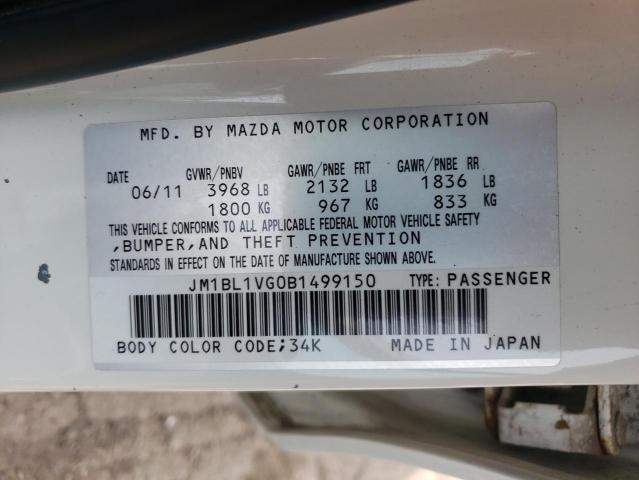 MFD. BY MAZDA MOTOR CORPORATION
DATE GVWR/PNBV GAWR/PNBE FRT GAWR/PNBE RR
06/11 3968 LB 2132 LB 1836 LB
1800 KG 967 KG 833 KG
THIS VEHICLE CONFORMS TO ALL APPLICABLE FEDERAL MOTOR VEHICLE SAFETY
,BUMPER,AND THEFT PREVENTION
STANDARDS IN EFFECT ON THE DATE OF MANUFACTURE SHOWN ABOVE.
JM1BL1VG0B1499150 TYPE: PASSENGER
BODY COLOR CODE;34K MADE IN JAPAN